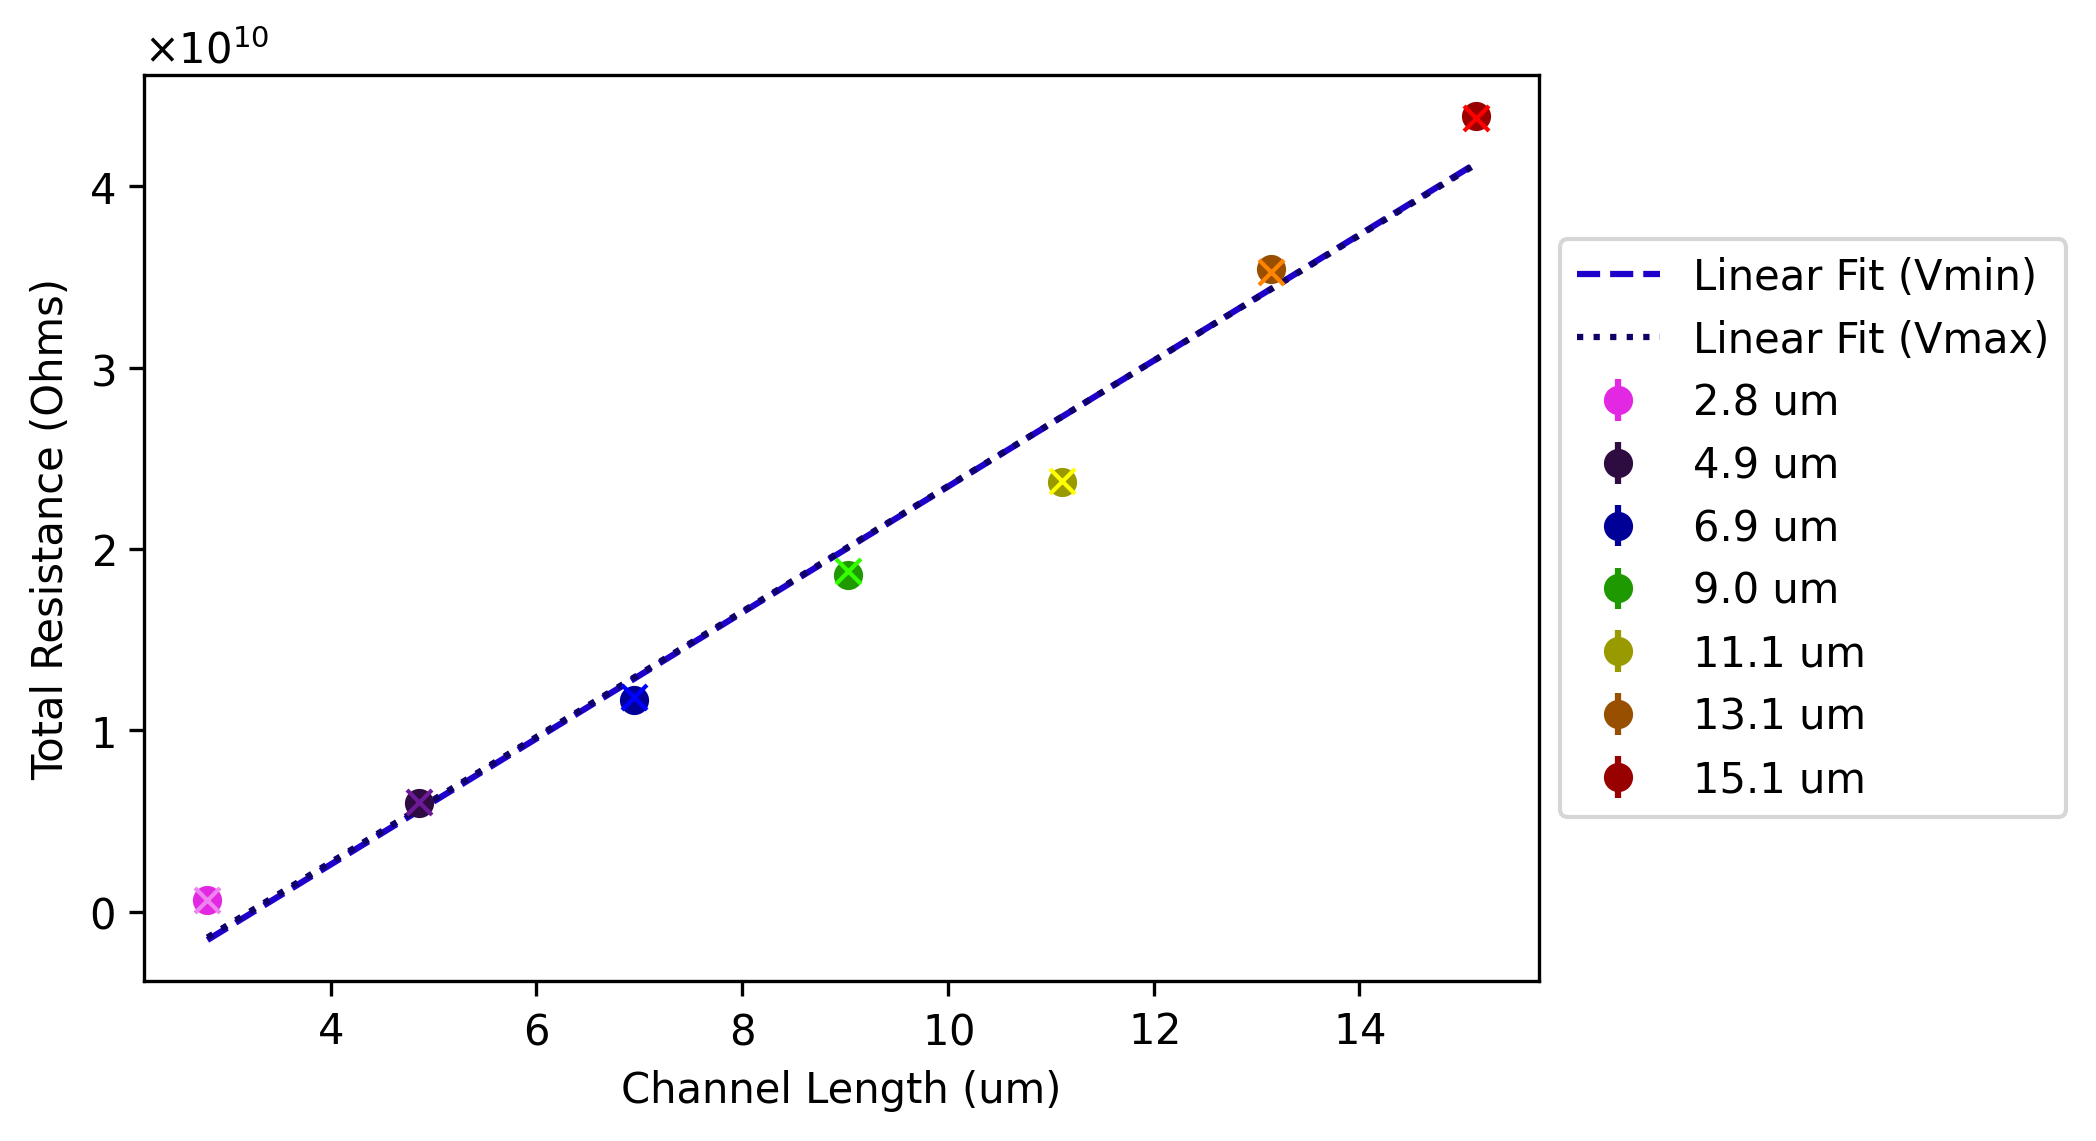 ×10¹⁰
Total Resistance (Ohms)
4
3
2
1
0
4 6 8 10 12 14
Channel Length (um)
Linear Fit (Vmin)
Linear Fit (Vmax)
2.8 um
4.9 um
6.9 um
9.0 um
11.1 um
13.1 um
15.1 um